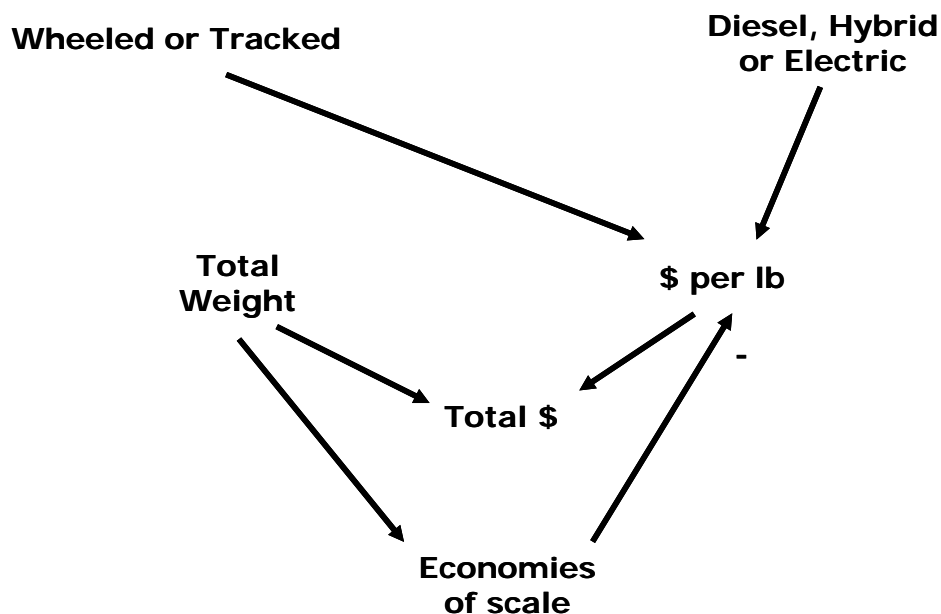 Wheeled or Tracked
Diesel, Hybrid
or Electric
Total
Weight
$ per lb
-
Total $
Economies
of scale